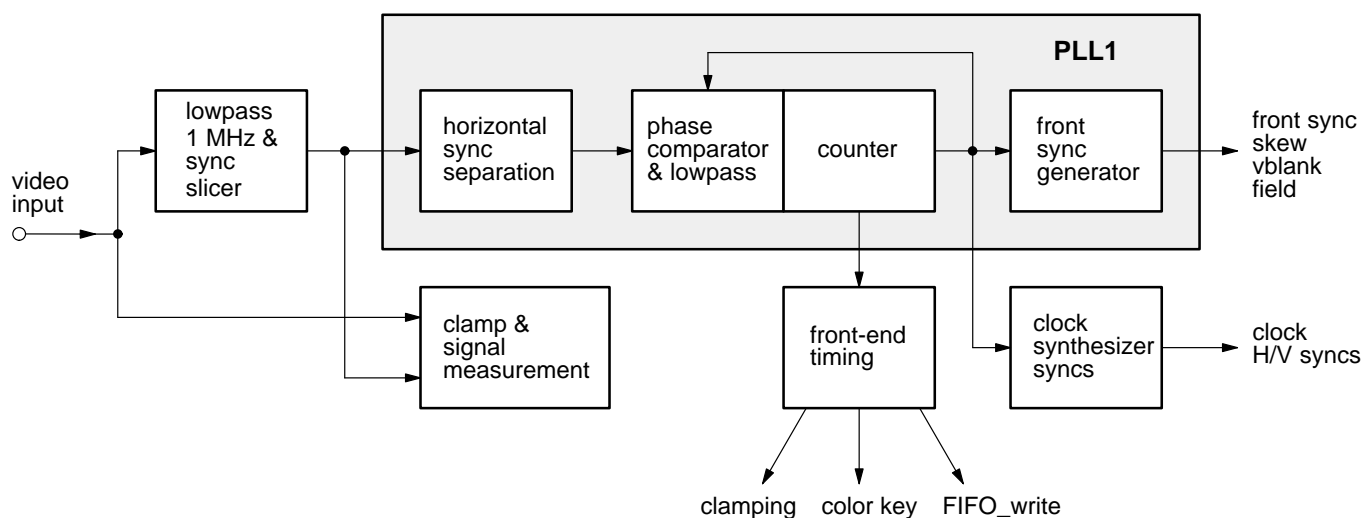 PLL1
lowpass
1 MHz &
sync
slicer
horizontal
sync
separation
phase
comparator
& lowpass
counter
front
sync
generator
front sync
skew
vblank
field
video
input
clamp &
signal
measurement
front-end
timing
clock
synthesizer
syncs
clock
H/V syncs
clamping
color key
FIFO_write